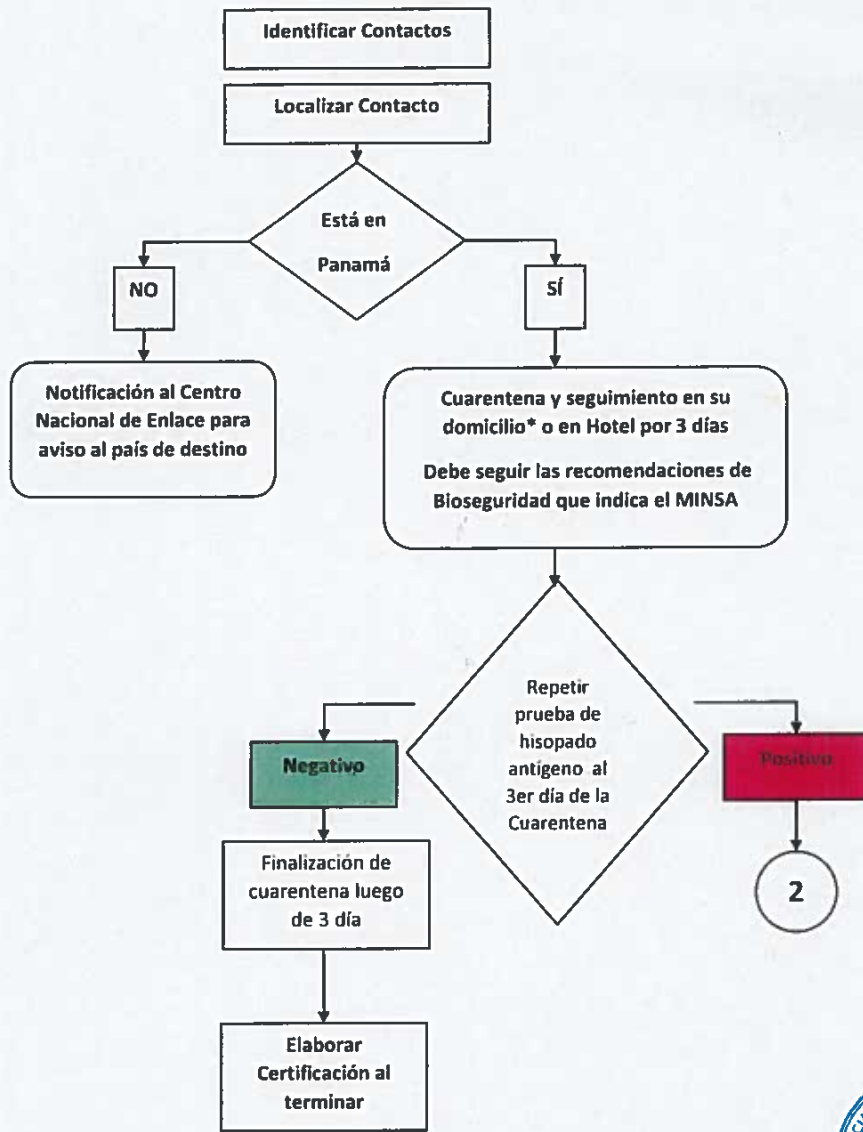 Identificar Contactos
Localizar Contacto
Está en
Panamá
NO
SÍ
Notificación al Centro
Nacional de Enlace para
aviso al país de destino
Cuarentena y seguimiento en su
domicilio* o en Hotel por 3 días
Debe seguir las recomendaciones de
Bioseguridad que indica el MINSA
Repetir
prueba de
hisopado
antígeno al
3er día de la
Cuarentena
Negativo
Positivo
Finalización de
cuarentena luego
de 3 día
2
Elaborar
Certificación al
terminar